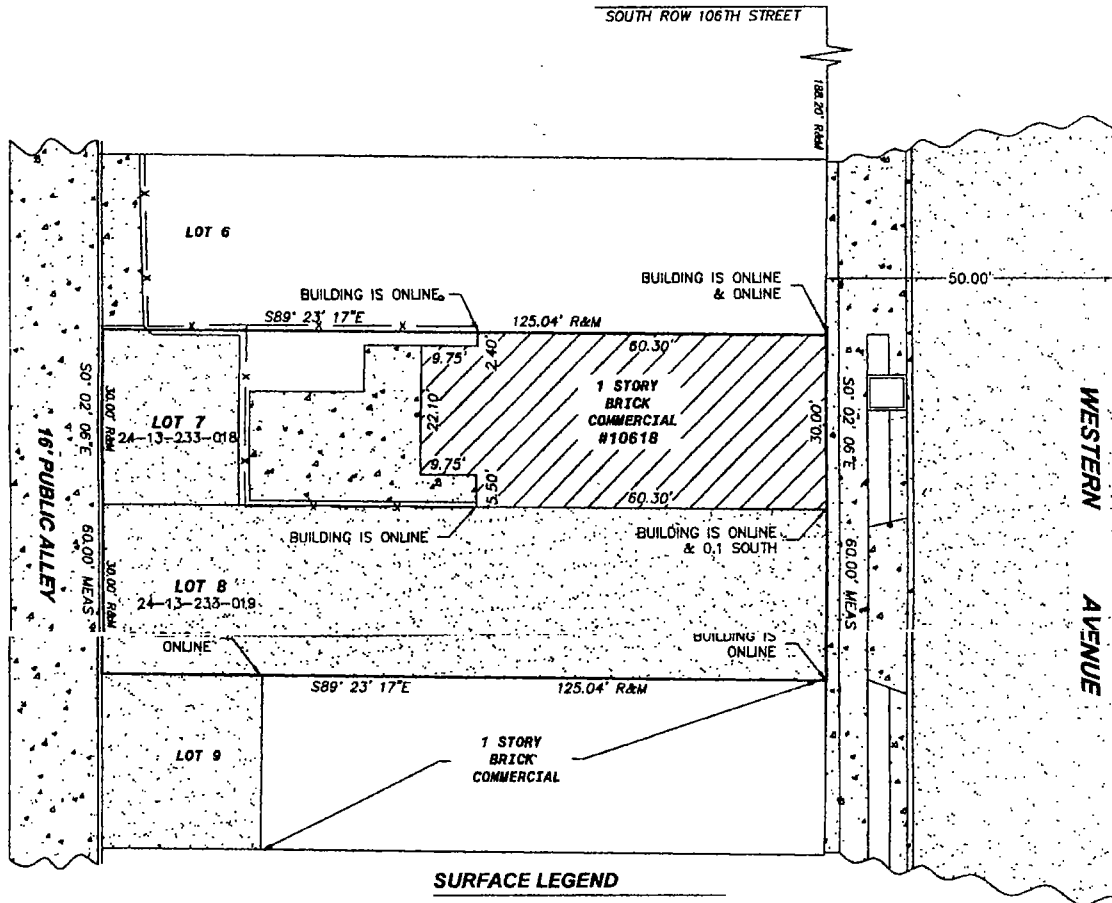 SOUTH ROW 106TH STREET
188.20' R&M
LOT 6
BUILDING IS ONLINE
BUILDING IS ONLINE
& ONLINE
50.00'
S89° 23' 17"E
125.04' R&M
9.75'
2.40'
60.30'
1 STORY
BRICK
COMMERCIAL
#10618
22.10'
30.00'
S0° 02' 06"E
60.00' MEAS
WESTERN AVENUE
16' PUBLIC ALLEY
S0° 02' 06"E
60.00' MEAS
30.00' R&M
LOT 7
24-13-233-018
9.75'
5.50'
60.30'
BUILDING IS ONLINE
BUILDING IS ONLINE
& 0.1 SOUTH
30.00' R&M
LOT 8
24-13-233-019
ONLINE
BUILDING IS
ONLINE
S89° 23' 17"E
125.04' R&M
LOT 9
1 STORY
BRICK
COMMERCIAL
SURFACE LEGEND